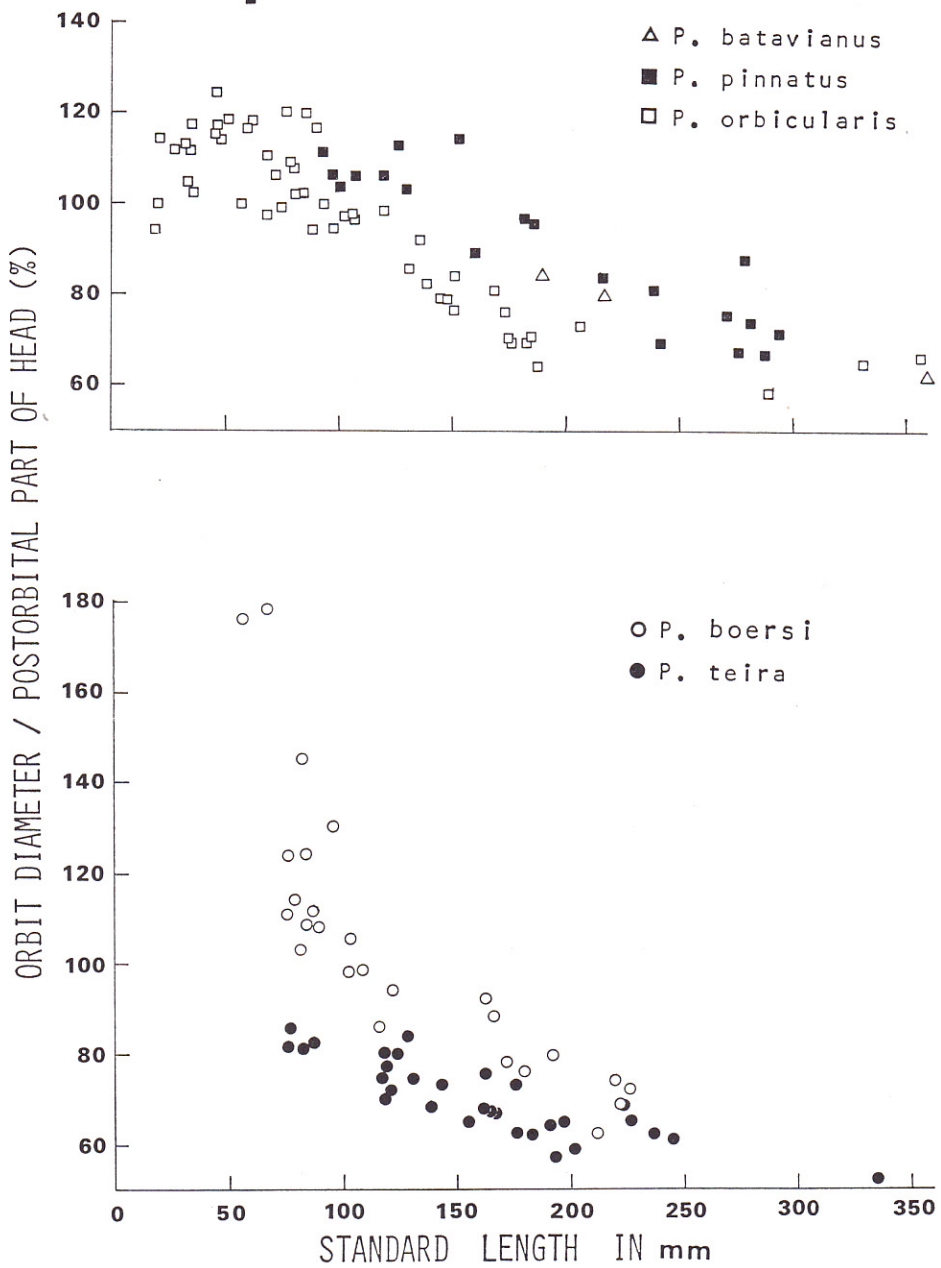 140
120
100
80
60
△ P. batavianus
■ P. pinnatus
□ P. orbicularis
ORBIT DIAMETER / POSTORBITAL PART OF HEAD (%)
180
160
140
120
100
80
60
○ P. boersi
● P. teira
0 50 100 150 200 250 300 350
STANDARD LENGTH IN mm